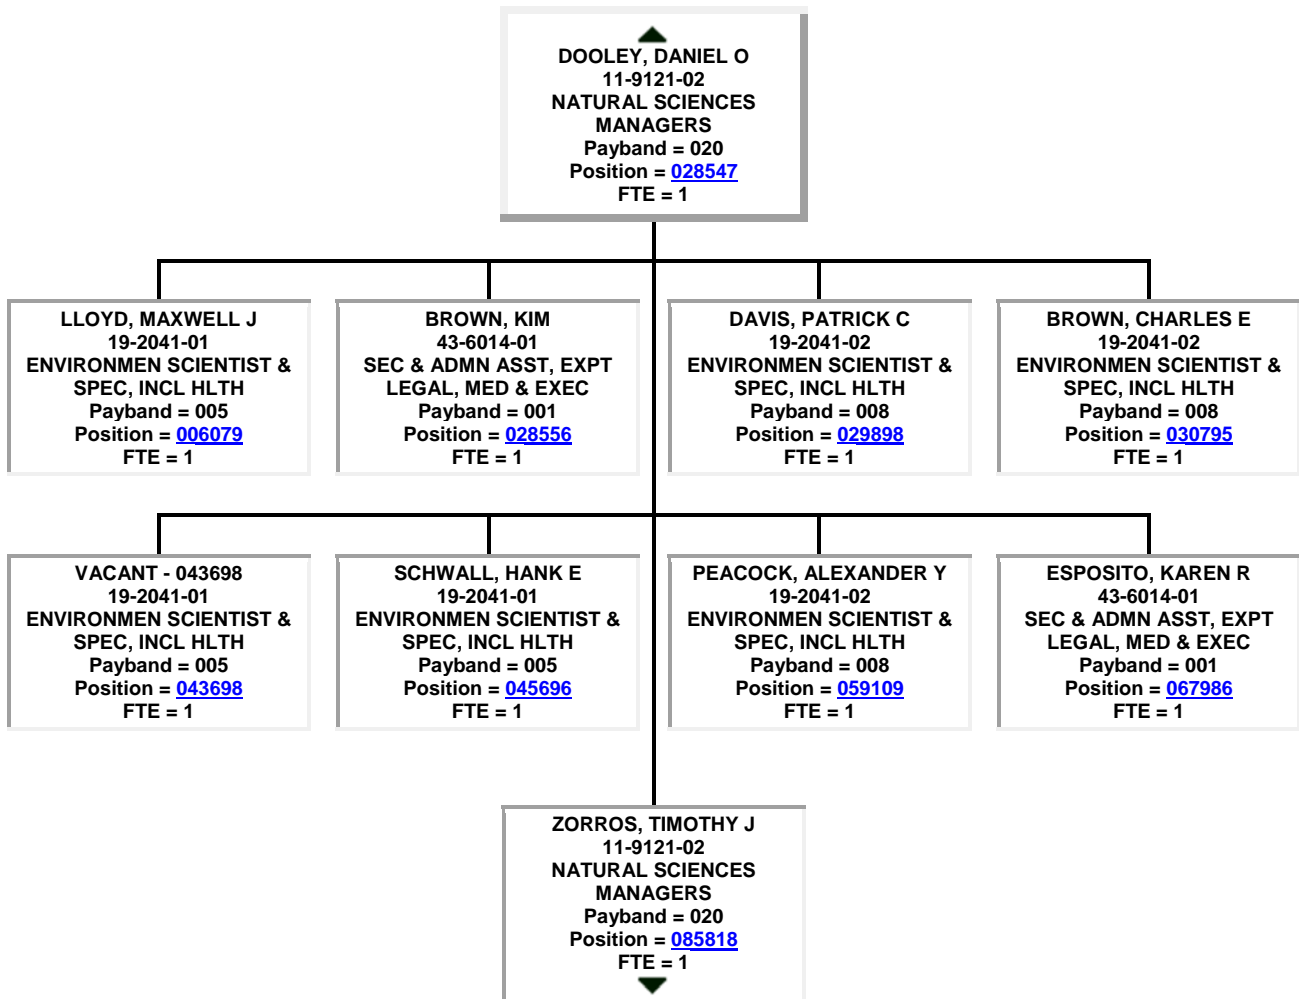 DOOLEY, DANIEL O
11-9121-02
NATURAL SCIENCES
MANAGERS
Payband = 020
Position = 028547
FTE = 1
LLOYD, MAXWELL J
19-2041-01
ENVIRONMEN SCIENTIST &
SPEC, INCL HLTH
Payband = 005
Position = 006079
FTE = 1
BROWN, KIM
43-6014-01
SEC & ADMN ASST, EXPT
LEGAL, MED & EXEC
Payband = 001
Position = 028556
FTE = 1
DAVIS, PATRICK C
19-2041-02
ENVIRONMEN SCIENTIST &
SPEC, INCL HLTH
Payband = 008
Position = 029898
FTE = 1
BROWN, CHARLES E
19-2041-02
ENVIRONMEN SCIENTIST &
SPEC, INCL HLTH
Payband = 008
Position = 030795
FTE = 1
VACANT - 043698
19-2041-01
ENVIRONMEN SCIENTIST &
SPEC, INCL HLTH
Payband = 005
Position = 043698
FTE = 1
SCHWALL, HANK E
19-2041-01
ENVIRONMEN SCIENTIST &
SPEC, INCL HLTH
Payband = 005
Position = 045696
FTE = 1
PEACOCK, ALEXANDER Y
19-2041-02
ENVIRONMEN SCIENTIST &
SPEC, INCL HLTH
Payband = 008
Position = 059109
FTE = 1
ESPOSITO, KAREN R
43-6014-01
SEC & ADMN ASST, EXPT
LEGAL, MED & EXEC
Payband = 001
Position = 067986
FTE = 1
ZORROS, TIMOTHY J
11-9121-02
NATURAL SCIENCES
MANAGERS
Payband = 020
Position = 085818
FTE = 1